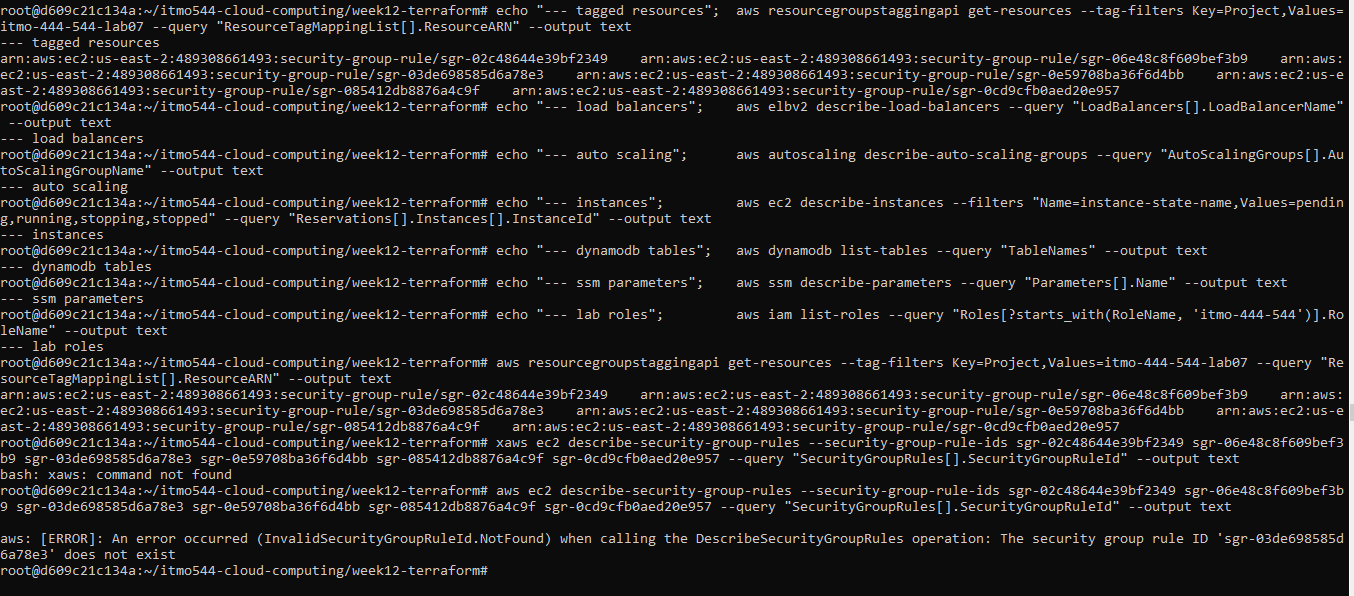 root@d609c21c134a:~/itmo544-cloud-computing/week12-terraform# echo "--- tagged resources";  aws resourcegroupstaggingapi get-resources --tag-filters Key=Project,Values=
itmo-444-544-lab07 --query "ResourceTagMappingList[].ResourceARN" --output text
--- tagged resources
arn:aws:ec2:us-east-2:489308661493:security-group-rule/sgr-02c48644e39bf2349    arn:aws:ec2:us-east-2:489308661493:security-group-rule/sgr-06e48c8f609bef3b9    arn:aws:
ec2:us-east-2:489308661493:security-group-rule/sgr-03de698585d6a78e3    arn:aws:ec2:us-east-2:489308661493:security-group-rule/sgr-0e59708ba36f6d4bb    arn:aws:ec2:us-e
ast-2:489308661493:security-group-rule/sgr-085412db8876a4c9f    arn:aws:ec2:us-east-2:489308661493:security-group-rule/sgr-0cd9cfb0aed20e957
root@d609c21c134a:~/itmo544-cloud-computing/week12-terraform# echo "--- load balancers";    aws elbv2 describe-load-balancers --query "LoadBalancers[].LoadBalancerName"
 --output text
--- load balancers
root@d609c21c134a:~/itmo544-cloud-computing/week12-terraform# echo "--- auto scaling";      aws autoscaling describe-auto-scaling-groups --query "AutoScalingGroups[].Au
toScalingGroupName" --output text
--- auto scaling
root@d609c21c134a:~/itmo544-cloud-computing/week12-terraform# echo "--- instances";         aws ec2 describe-instances --filters "Name=instance-state-name,Values=pendin
g,running,stopping,stopped" --query "Reservations[].Instances[].InstanceId" --output text
--- instances
root@d609c21c134a:~/itmo544-cloud-computing/week12-terraform# echo "--- dynamodb tables";   aws dynamodb list-tables --query "TableNames" --output text
--- dynamodb tables
root@d609c21c134a:~/itmo544-cloud-computing/week12-terraform# echo "--- ssm parameters";    aws ssm describe-parameters --query "Parameters[].Name" --output text
--- ssm parameters
root@d609c21c134a:~/itmo544-cloud-computing/week12-terraform# echo "--- lab roles";         aws iam list-roles --query "Roles[?starts_with(RoleName, 'itmo-444-544')].Ro
leName" --output text
--- lab roles
root@d609c21c134a:~/itmo544-cloud-computing/week12-terraform# aws resourcegroupstaggingapi get-resources --tag-filters Key=Project,Values=itmo-444-544-lab07 --query "Re
sourceTagMappingList[].ResourceARN" --output text
arn:aws:ec2:us-east-2:489308661493:security-group-rule/sgr-02c48644e39bf2349    arn:aws:ec2:us-east-2:489308661493:security-group-rule/sgr-06e48c8f609bef3b9    arn:aws:
ec2:us-east-2:489308661493:security-group-rule/sgr-03de698585d6a78e3    arn:aws:ec2:us-east-2:489308661493:security-group-rule/sgr-0e59708ba36f6d4bb    arn:aws:ec2:us-e
ast-2:489308661493:security-group-rule/sgr-085412db8876a4c9f    arn:aws:ec2:us-east-2:489308661493:security-group-rule/sgr-0cd9cfb0aed20e957
root@d609c21c134a:~/itmo544-cloud-computing/week12-terraform# xaws ec2 describe-security-group-rules --security-group-rule-ids sgr-02c48644e39bf2349 sgr-06e48c8f609bef3
b9 sgr-03de698585d6a78e3 sgr-0e59708ba36f6d4bb sgr-085412db8876a4c9f sgr-0cd9cfb0aed20e957 --query "SecurityGroupRules[].SecurityGroupRuleId" --output text
bash: xaws: command not found
root@d609c21c134a:~/itmo544-cloud-computing/week12-terraform# aws ec2 describe-security-group-rules --security-group-rule-ids sgr-02c48644e39bf2349 sgr-06e48c8f609bef3b
9 sgr-03de698585d6a78e3 sgr-0e59708ba36f6d4bb sgr-085412db8876a4c9f sgr-0cd9cfb0aed20e957 --query "SecurityGroupRules[].SecurityGroupRuleId" --output text

aws: [ERROR]: An error occurred (InvalidSecurityGroupRuleId.NotFound) when calling the DescribeSecurityGroupRules operation: The security group rule ID 'sgr-03de698585d
6a78e3' does not exist
root@d609c21c134a:~/itmo544-cloud-computing/week12-terraform#